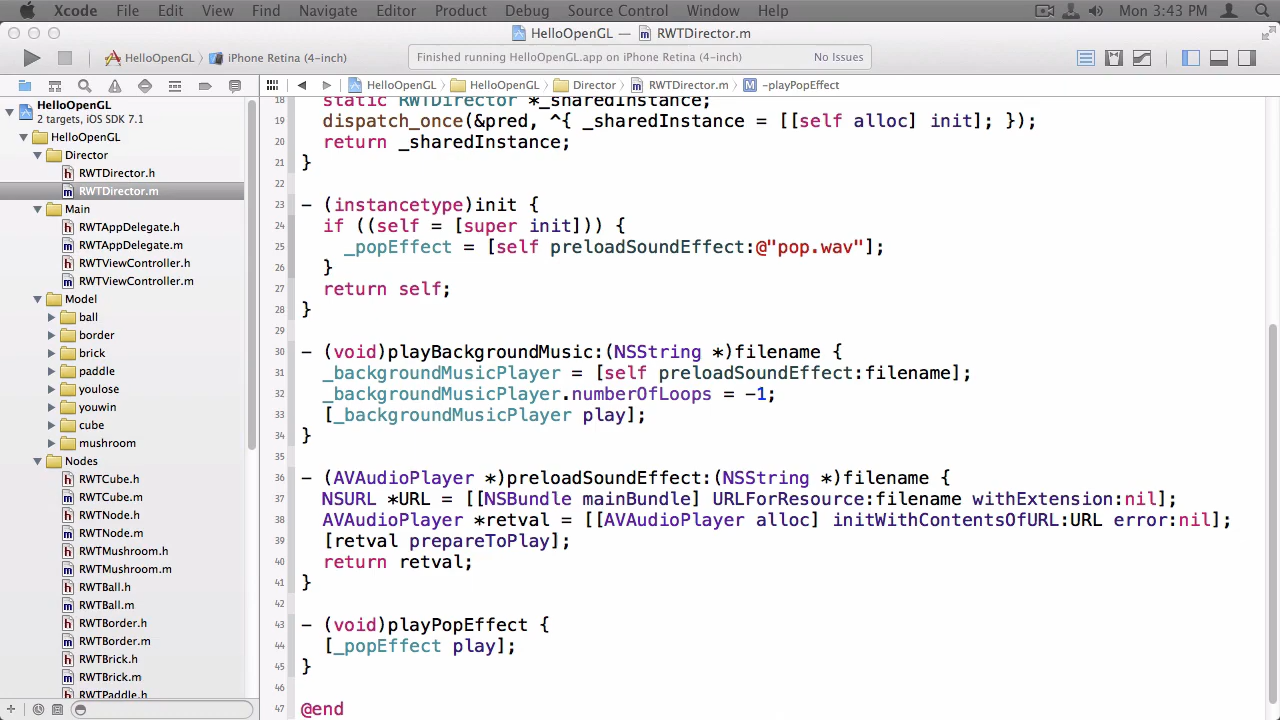 Xcode File Edit View Find Navigate Editor Product Debug Source Control Window Help Mon 3:43 PM
HelloOpenGL — RWTDirector.m
HelloOpenGL iPhone Retina (4-inch) Finished running HelloOpenGL.app on iPhone Retina (4-inch) No Issues
HelloOpenGL HelloOpenGL Director RWTDirector.m M -playPopEffect
HelloOpenGL
2 targets, iOS SDK 7.1
HelloOpenGL
Director
h RWTDirector.h
m RWTDirector.m
Main
h RWTAppDelegate.h
m RWTAppDelegate.m
h RWTViewController.h
m RWTViewController.m
Model
ball
border
brick
paddle
youlose
youwin
cube
mushroom
Nodes
h RWTCube.h
m RWTCube.m
h RWTNode.h
m RWTNode.m
h RWTMushroom.h
m RWTMushroom.m
h RWTBall.h
m RWTBall.m
h RWTBorder.h
m RWTBorder.m
h RWTBrick.h
m RWTBrick.m
h RWTPaddle.h
18 static RWTDirector *_sharedInstance;
19 dispatch_once(&pred, ^{ _sharedInstance = [[self alloc] init]; });
20 return _sharedInstance;
21 }
22
23 - (instancetype)init {
24 if ((self = [super init])) {
25 _popEffect = [self preloadSoundEffect:@"pop.wav"];
26 }
27 return self;
28 }
29
30 - (void)playBackgroundMusic:(NSString *)filename {
31 _backgroundMusicPlayer = [self preloadSoundEffect:filename];
32 _backgroundMusicPlayer.numberOfLoops = -1;
33 [_backgroundMusicPlayer play];
34 }
35
36 - (AVAudioPlayer *)preloadSoundEffect:(NSString *)filename {
37 NSURL *URL = [[NSBundle mainBundle] URLForResource:filename withExtension:nil];
38 AVAudioPlayer *retval = [[AVAudioPlayer alloc] initWithContentsOfURL:URL error:nil];
39 [retval prepareToPlay];
40 return retval;
41 }
42
43 - (void)playPopEffect {
44 [_popEffect play];
45 }
46
47 @end